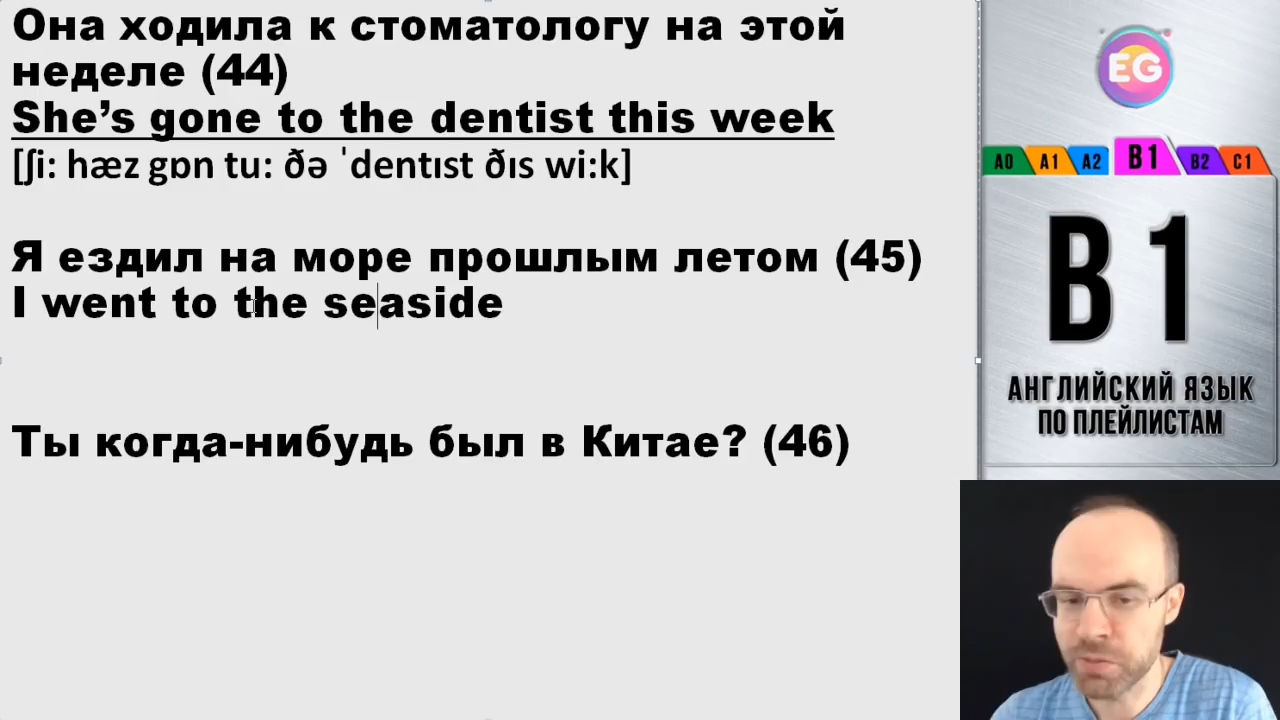 Она ходила к стоматологу на этой
неделе (44)
She’s gone to the dentist this week
[ʃi: hæz gɒn tu: ðə ˈdentɪst ðɪs wi:k]
Я ездил на море прошлым летом (45)
I went to the seaside
Ты когда-нибудь был в Китае? (46)
EG
A0 A1 A2 B1 B2 C1
B1
АНГЛИЙСКИЙ ЯЗЫК
ПО ПЛЕЙЛИСТАМ